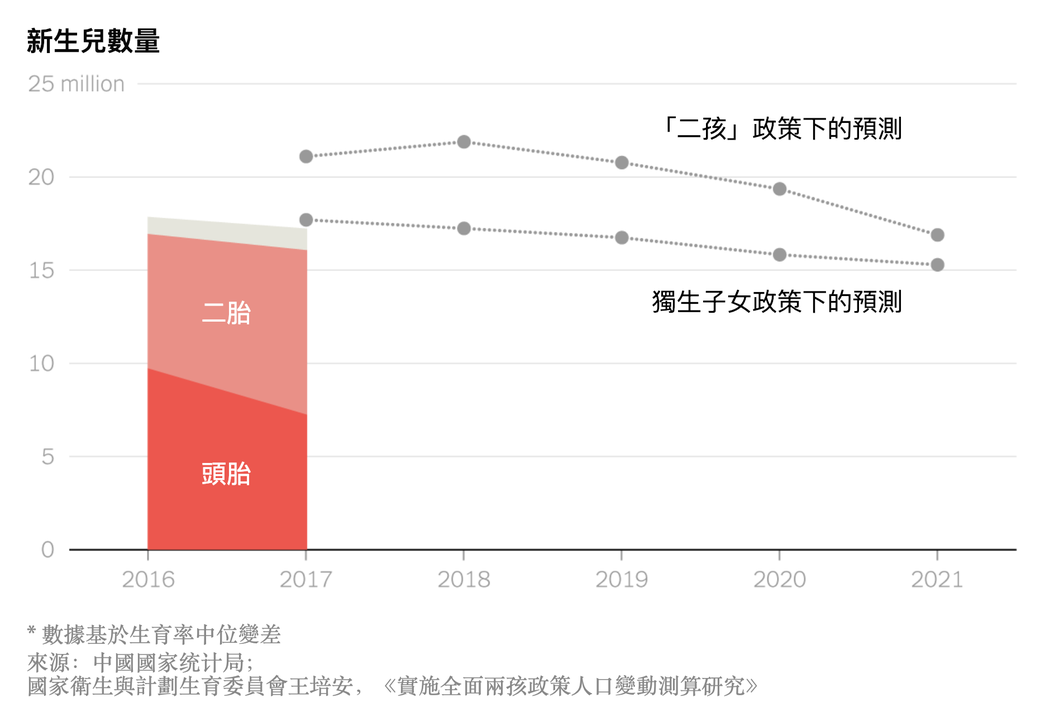 新生兒數量
25 million
「二孩」政策下的預測
20
15
獨生子女政策下的預測
二胎
10
頭胎
5
0
2016 2017 2018 2019 2020 2021
* 數據基於生育率中位變差
來源：中國國家统计局；
國家衛生與計劃生育委員會王培安，《實施全面兩孩政策人口變動測算研究》